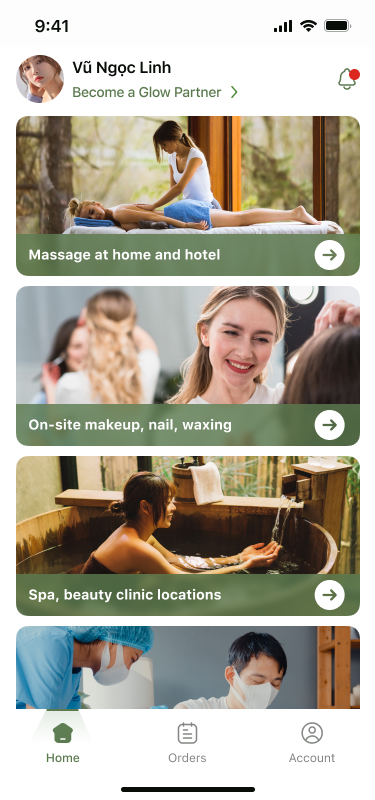 9:41
Vũ Ngọc Linh
Become a Glow Partner
Massage at home and hotel
On-site makeup, nail, waxing
Spa, beauty clinic locations
Home
Orders
Account